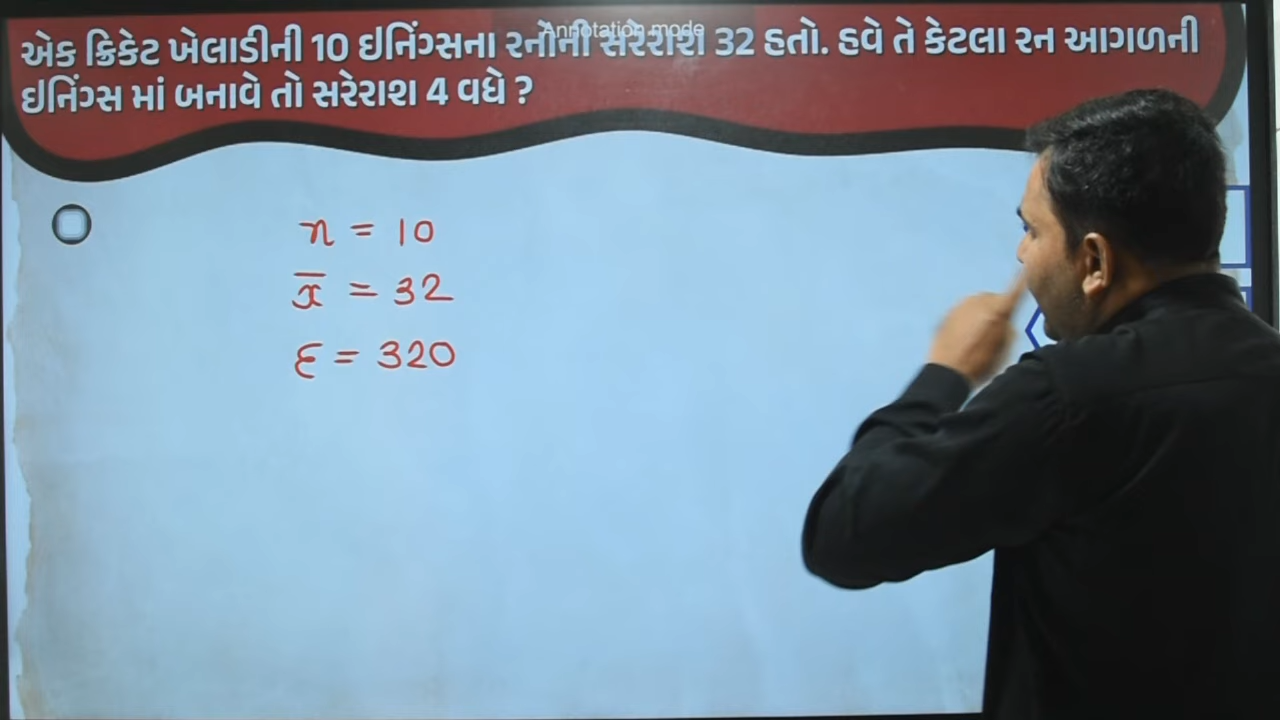 Annotation mode
એક ક્રિકેટ ખેલાડીની 10 ઇનિંગ્સના રનોની સરેરાશ 32 હતો. હવે તે કેટલા રન આગળની
ઇનિંગ્સ માં બનાવે તો સરેરાશ 4 વધે ?
n = 10
x̄ = 32
Σ = 320